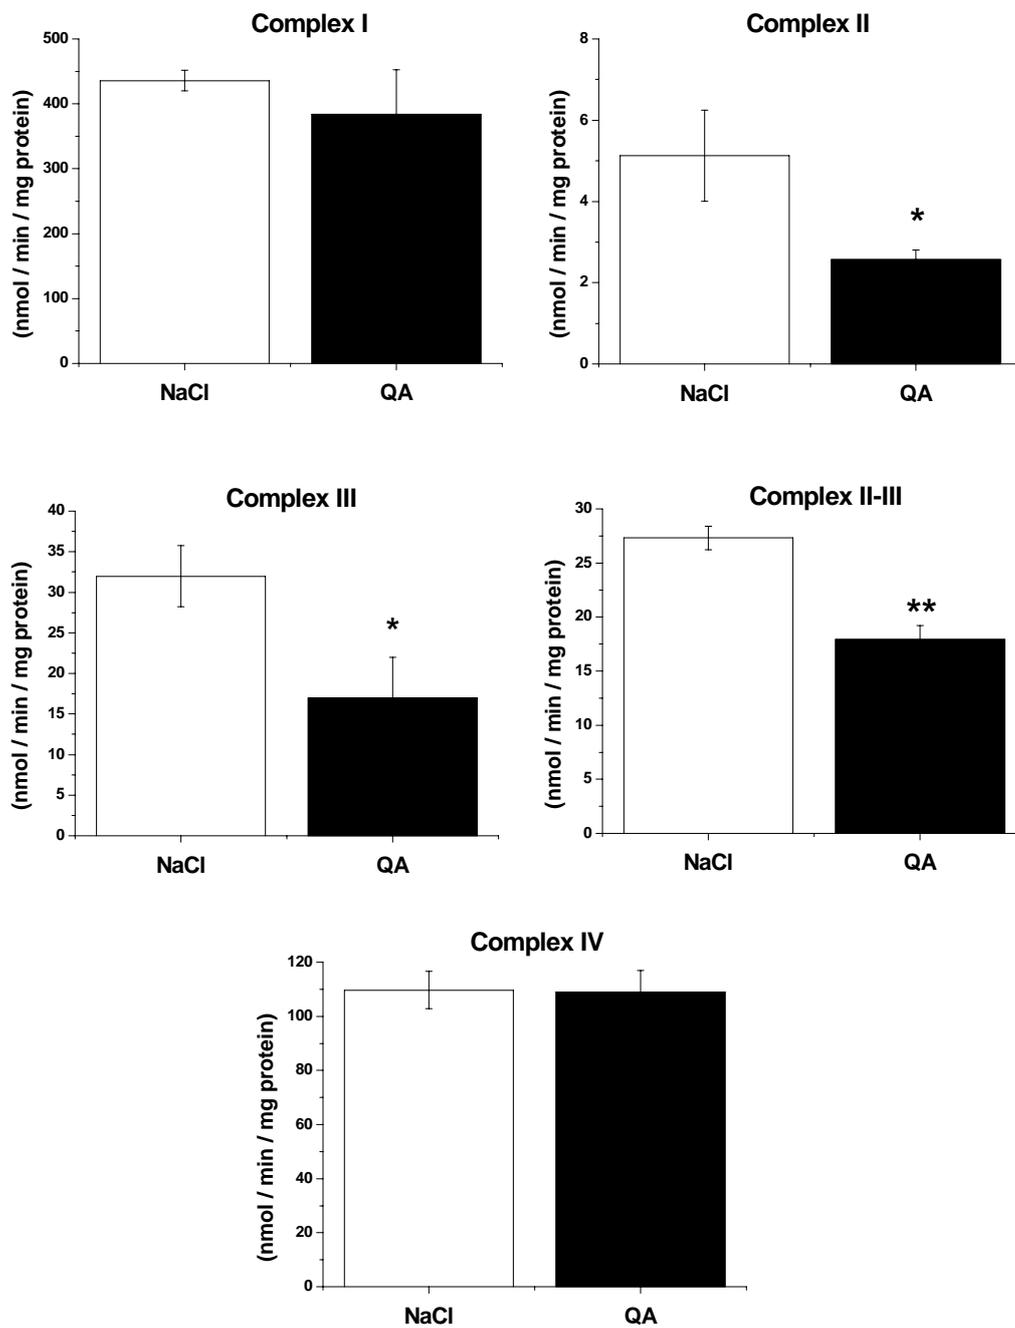 Complex I
(nmol / min / mg protein)
500
400
300
200
100
0
NaCl QA
Complex II
(nmol / min / mg protein)
8
6
4
2
0
*
NaCl QA
Complex III
(nmol / min / mg protein)
40
35
30
25
20
15
10
5
0
*
NaCl QA
Complex II-III
(nmol / min / mg protein)
30
25
20
15
10
5
0
**
NaCl QA
Complex IV
(nmol / min / mg protein)
120
100
80
60
40
20
0
NaCl QA